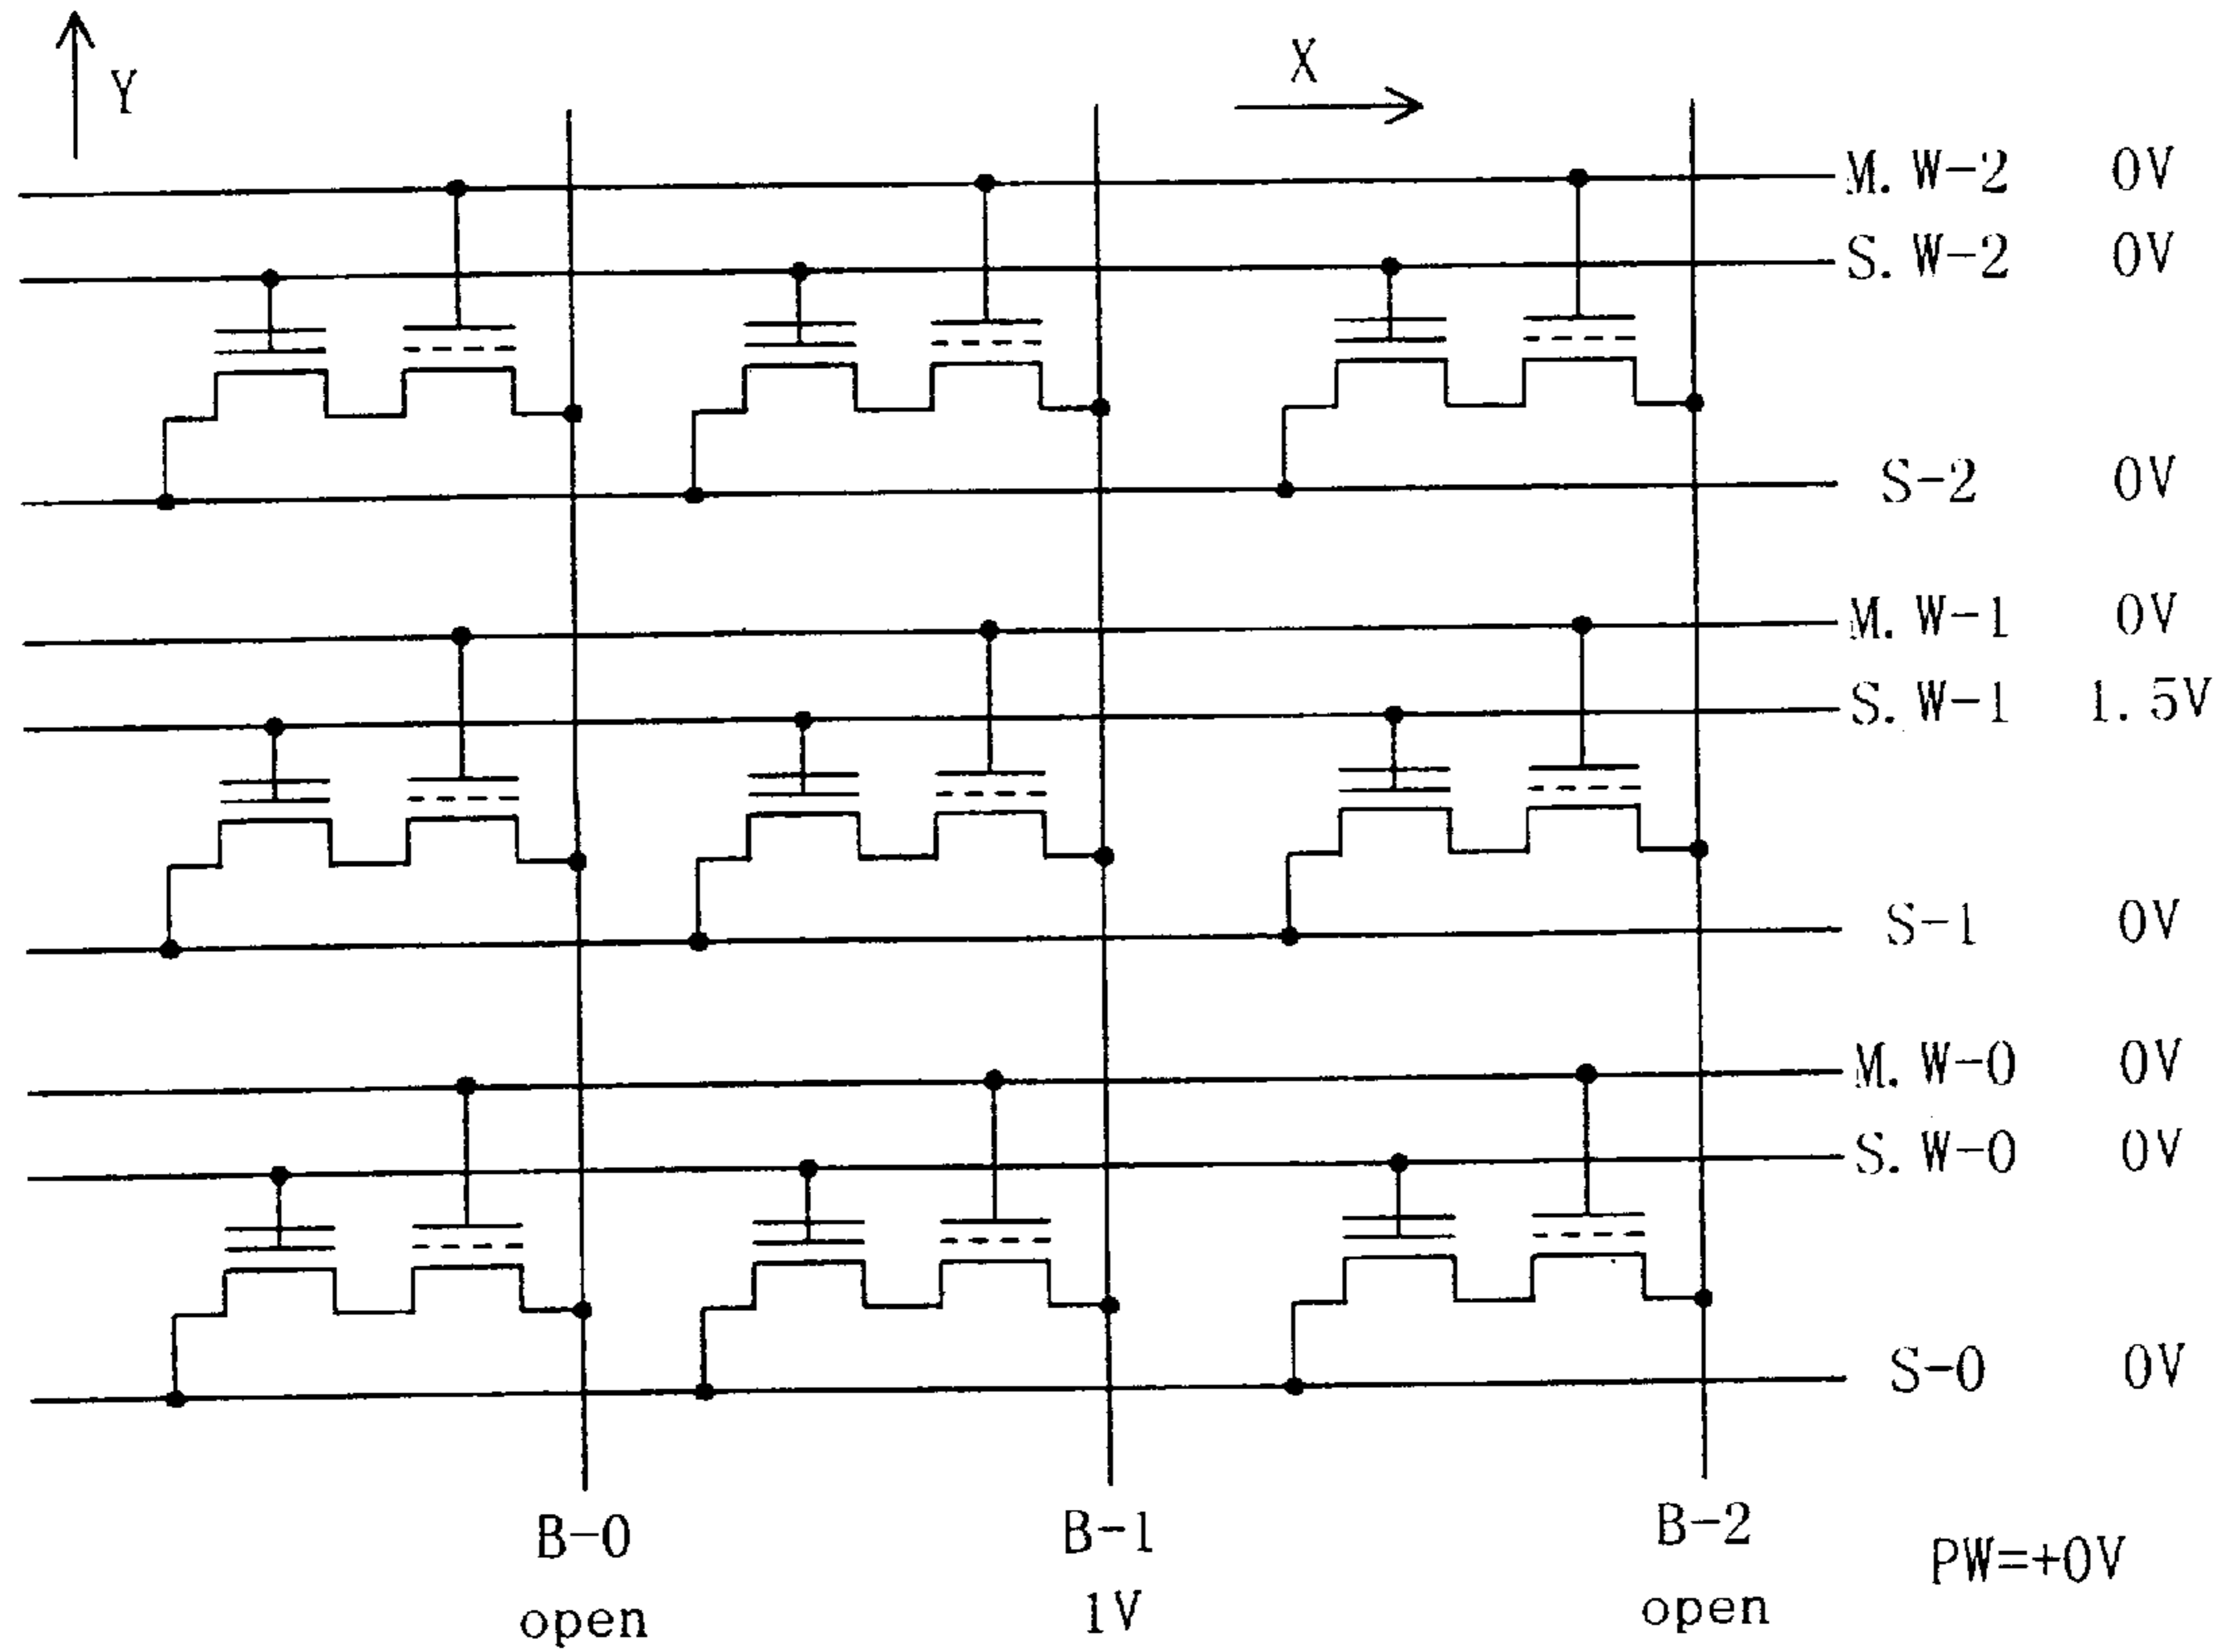 Y
X
M. W-2 0V
S. W-2 0V
S-2 0V
M. W-1 0V
S. W-1 1. 5V
S-1 0V
M. W-0 0V
S. W-0 0V
S-0 0V
B-0 B-1 B-2
open 1V open
PW=+0V